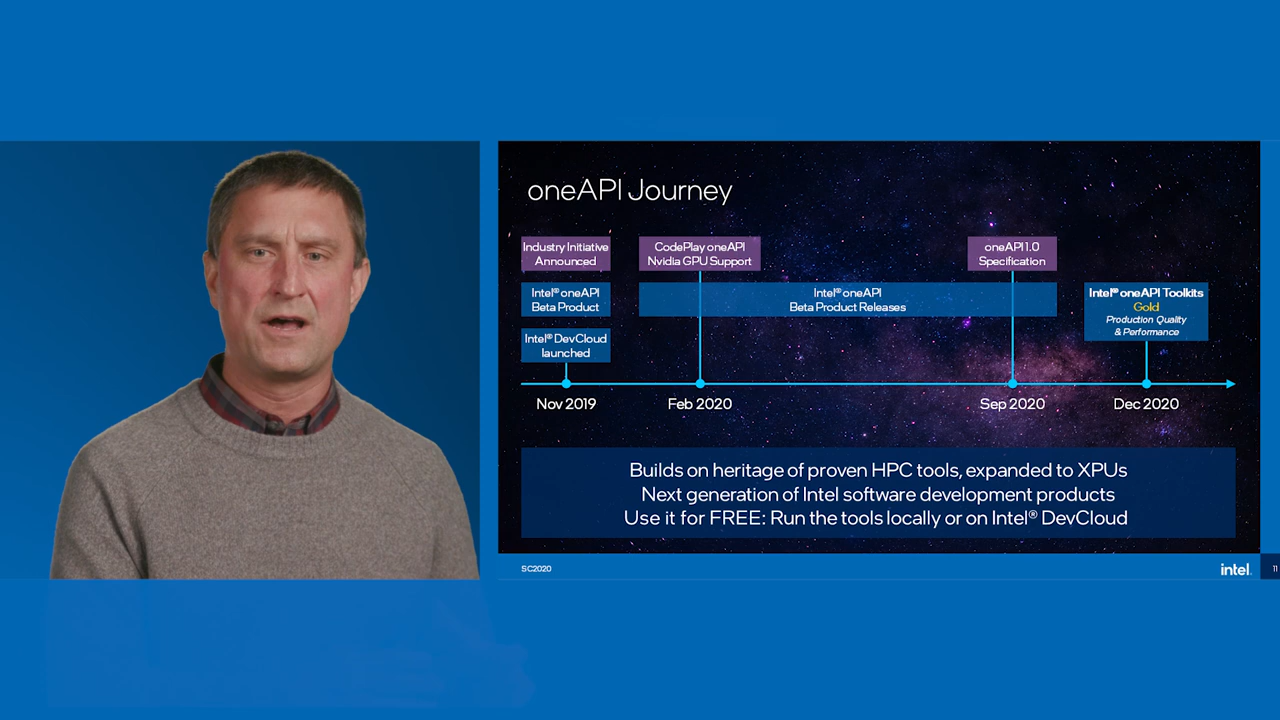 oneAPI Journey
Industry Initiative
Announced
CodePlay oneAPI
Nvidia GPU Support
oneAPI 1.0
Specification
Intel® oneAPI
Beta Product
Intel® oneAPI
Beta Product Releases
Intel® oneAPI Toolkits
Gold
Production Quality
& Performance
Intel® DevCloud
launched
Nov 2019
Feb 2020
Sep 2020
Dec 2020
Builds on heritage of proven HPC tools, expanded to XPUs
Next generation of Intel software development products
Use it for FREE: Run the tools locally or on Intel® DevCloud
SC2020
intel.
11